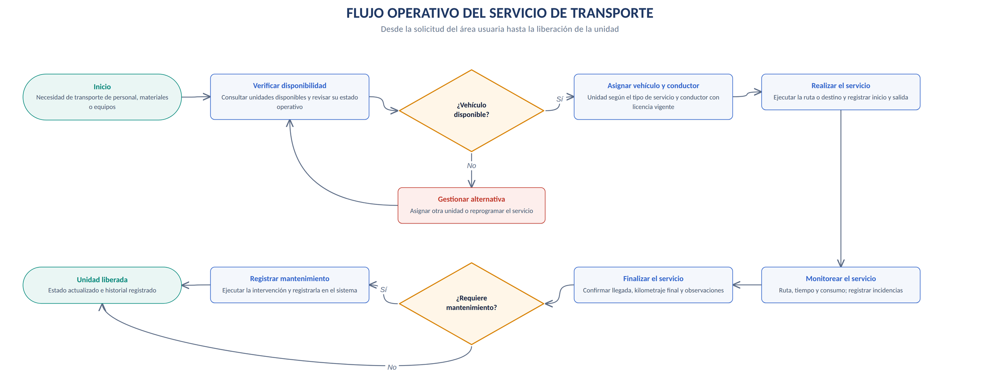 FLUJO OPERATIVO DEL SERVICIO DE TRANSPORTE
Desde la solicitud del área usuaria hasta la liberación de la unidad
Inicio
Necesidad de transporte de personal, materiales
o equipos
Verificar disponibilidad
Consultar unidades disponibles y revisar su estado
operativo
¿Vehículo
disponible?
Sí
Asignar vehículo y conductor
Unidad según el tipo de servicio y conductor con
licencia vigente
Realizar el servicio
Ejecutar la ruta o destino y registrar inicio y salida
No
Gestionar alternativa
Asignar otra unidad o reprogramar el servicio
Unidad liberada
Estado actualizado e historial registrado
Registrar mantenimiento
Ejecutar la intervención y registrarla en el sistema
Sí
¿Requiere
mantenimiento?
Finalizar el servicio
Confirmar llegada, kilometraje final y observaciones
Monitorear el servicio
Ruta, tiempo y consumo; registrar incidencias
No